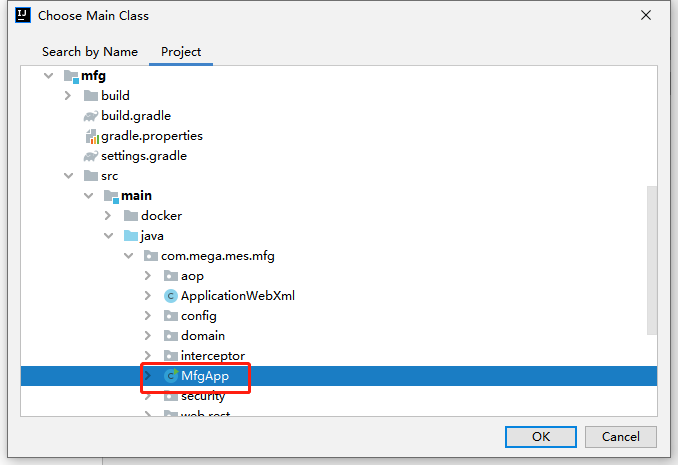 Choose Main Class
Search by Name
Project
mfg
build
build.gradle
gradle.properties
settings.gradle
src
main
docker
java
com.mega.mes.mfg
aop
ApplicationWebXml
config
domain
interceptor
MfgApp
security
web.rest
OK
Cancel